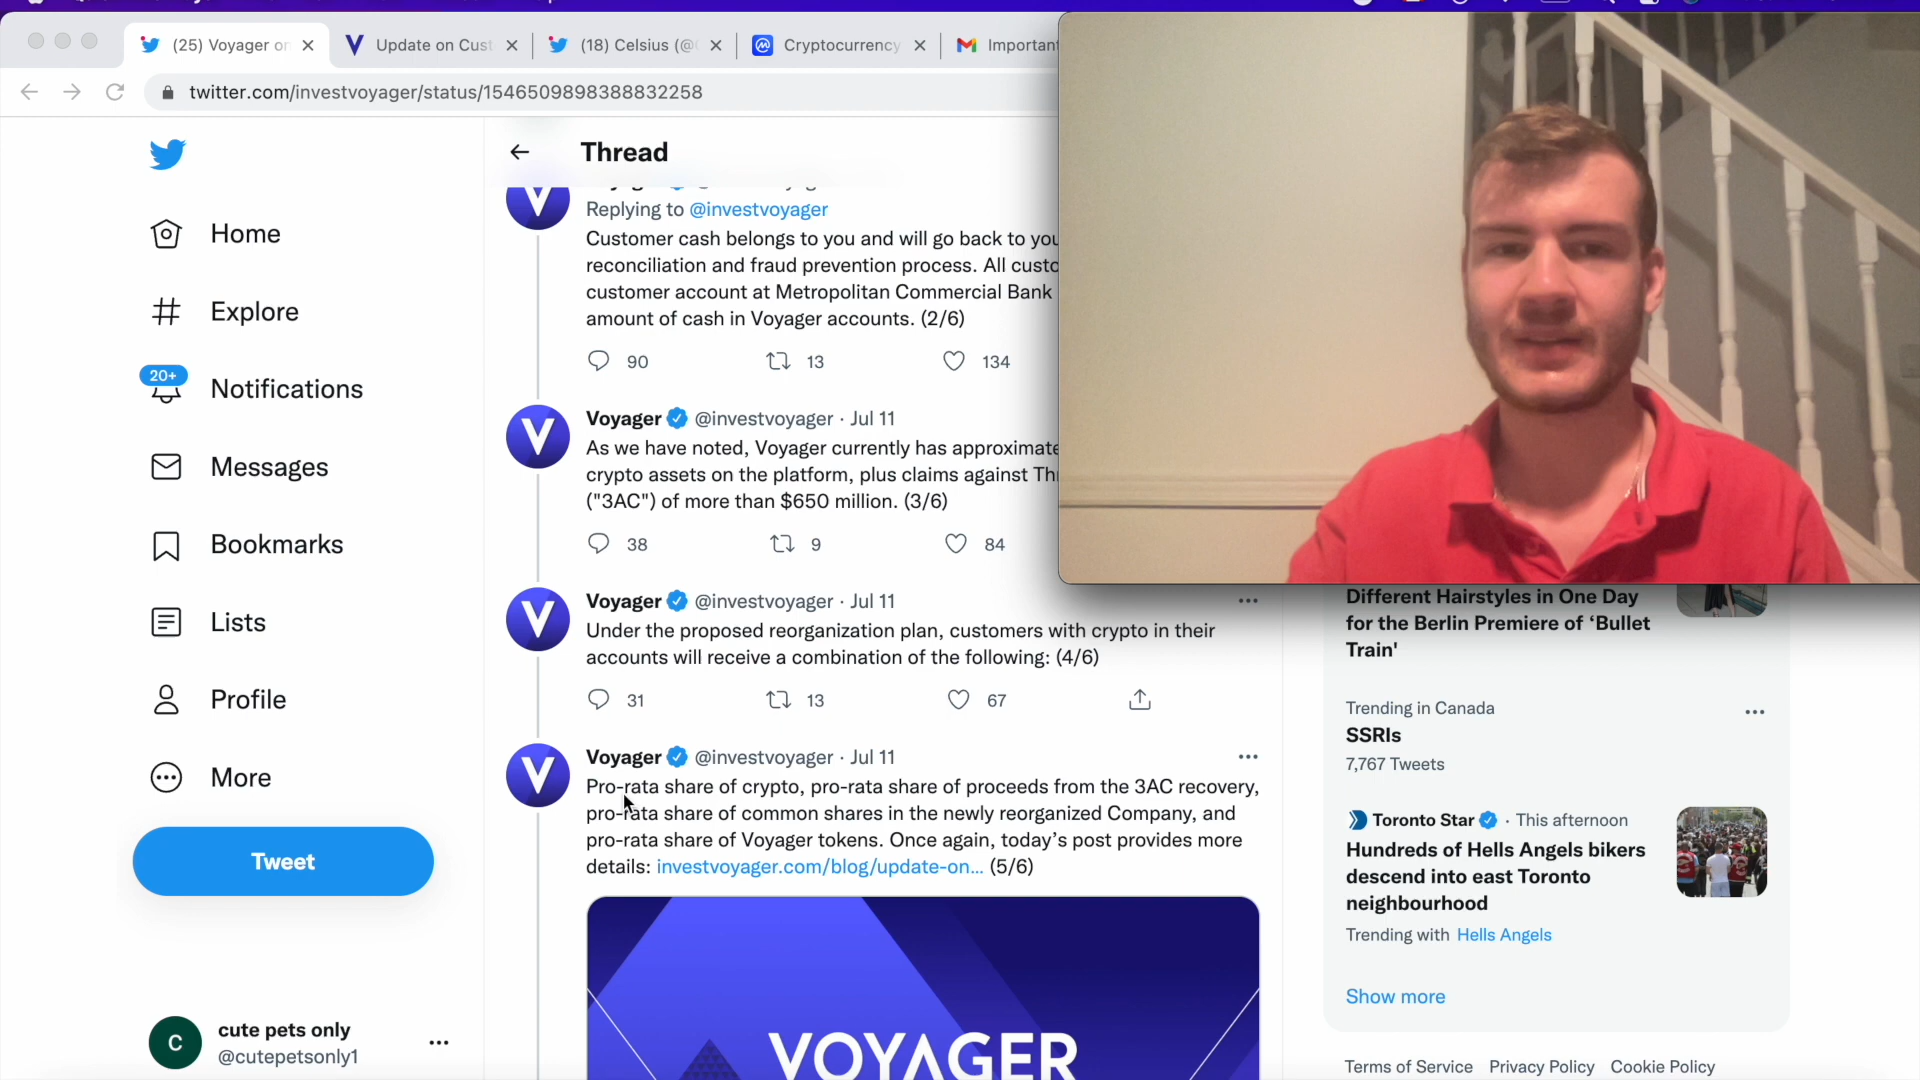 (25) Voyager on
Update on Cust
(18) Celsius (@
Cryptocurrency
Important
twitter.com/investvoyager/status/1546509898388832258
Thread
Home
Explore
20+
Notifications
Messages
Bookmarks
Lists
Profile
More
Tweet
cute pets only
@cutepetsonly1
C
Replying to @investvoyager
Customer cash belongs to you and will go back to you
reconciliation and fraud prevention process. All custo
customer account at Metropolitan Commercial Bank
amount of cash in Voyager accounts. (2/6)
90 13 134
Voyager @investvoyager · Jul 11
As we have noted, Voyager currently has approximate
crypto assets on the platform, plus claims against Th
("3AC") of more than $650 million. (3/6)
38 9 84
Voyager @investvoyager · Jul 11
Under the proposed reorganization plan, customers with crypto in their
accounts will receive a combination of the following: (4/6)
31 13 67
Voyager @investvoyager · Jul 11
Pro-rata share of crypto, pro-rata share of proceeds from the 3AC recovery,
pro-rata share of common shares in the newly reorganized Company, and
pro-rata share of Voyager tokens. Once again, today’s post provides more
details: investvoyager.com/blog/update-on... (5/6)
VOYAGER
Different Hairstyles in One Day
for the Berlin Premiere of ‘Bullet
Train'
Trending in Canada
SSRIs
7,767 Tweets
Toronto Star · This afternoon
Hundreds of Hells Angels bikers
descend into east Toronto
neighbourhood
Trending with Hells Angels
Show more
Terms of Service Privacy Policy Cookie Policy